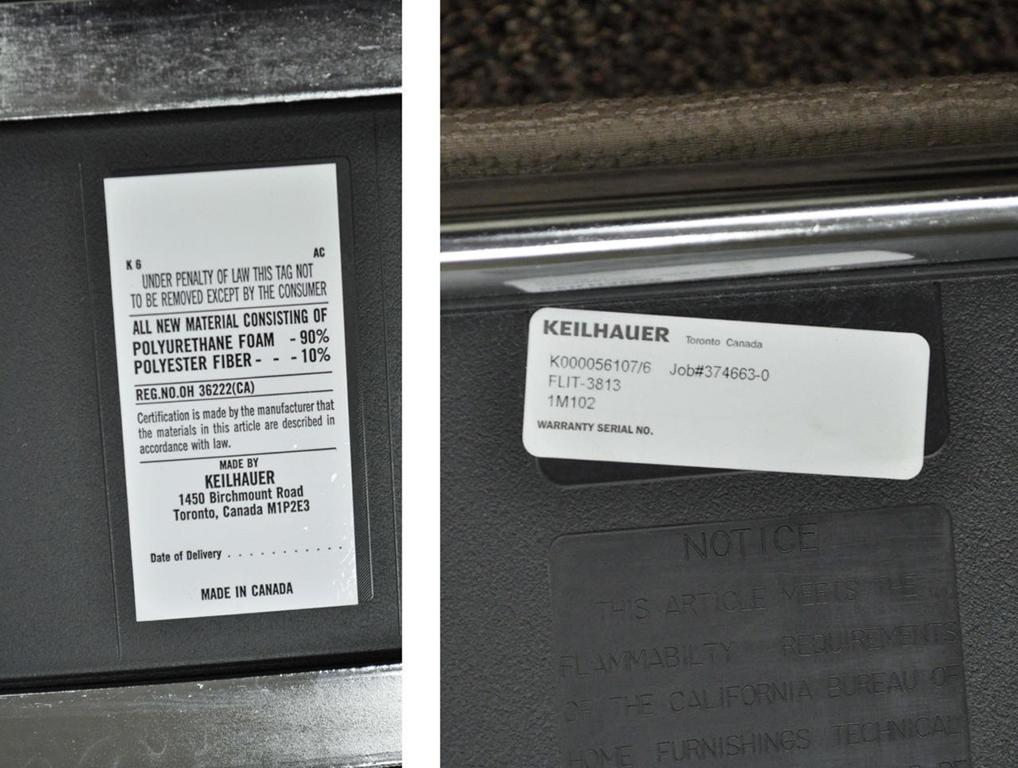 K 6 AC
UNDER PENALTY OF LAW THIS TAG NOT
TO BE REMOVED EXCEPT BY THE CONSUMER
ALL NEW MATERIAL CONSISTING OF
POLYURETHANE FOAM - 90%
POLYESTER FIBER - - - 10%
REG.NO.OH 36222(CA)
Certification is made by the manufacturer that
the materials in this article are described in
accordance with law.
MADE BY
KEILHAUER
1450 Birchmount Road
Toronto, Canada M1P2E3
Date of Delivery . . . . . . . . . . .
MADE IN CANADA
KEILHAUER Toronto Canada
K000056107/6 Job#374663-0
FLIT-3813
1M102
WARRANTY SERIAL NO.
NOTICE
THIS ARTICLE MEETS THE
FLAMMABILTY REQUIREMENTS
OF THE CALIFORNIA BUREAU OF
HOME FURNISHINGS TECHNICAL